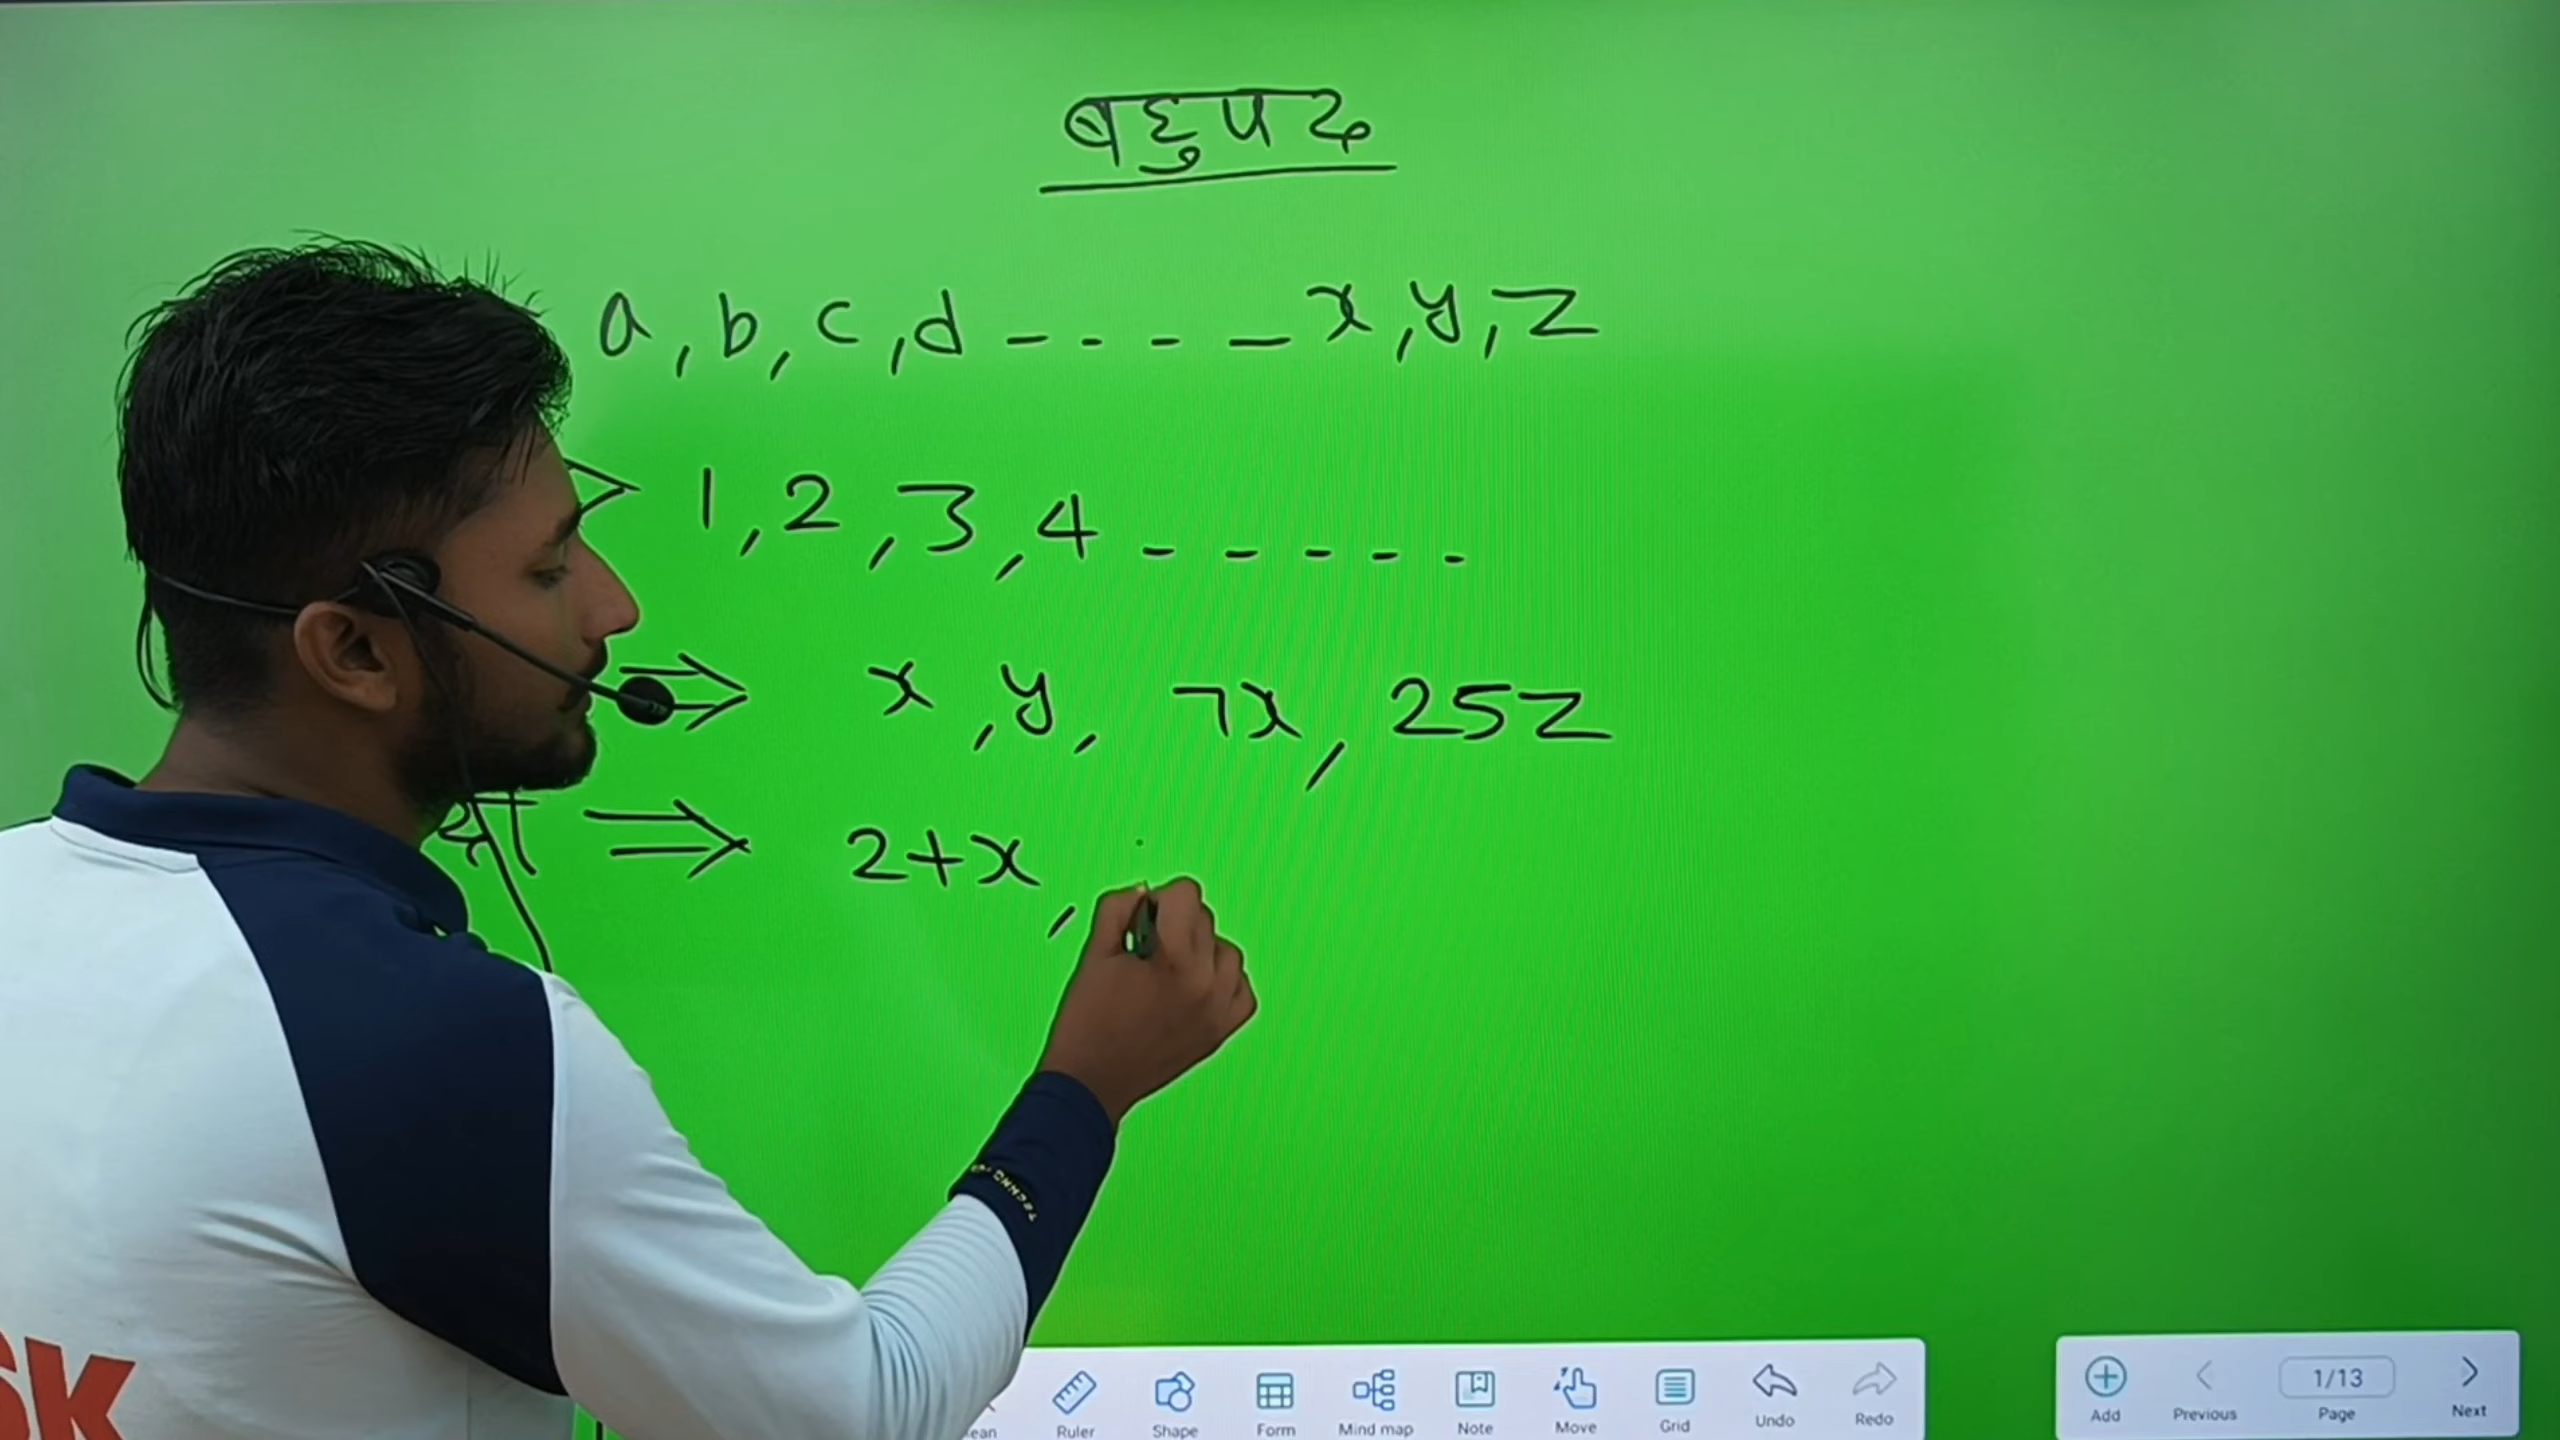 बहुपद
a, b, c, d - - - - x, y, z
1, 2, 3, 4 - - - - -
⇒ x, y, 7x, 25z
⇒ 2+x,
Ruler Shape Form Mind map Note Move Grid Undo Redo
Add Previous 1/13 Page Next
SK